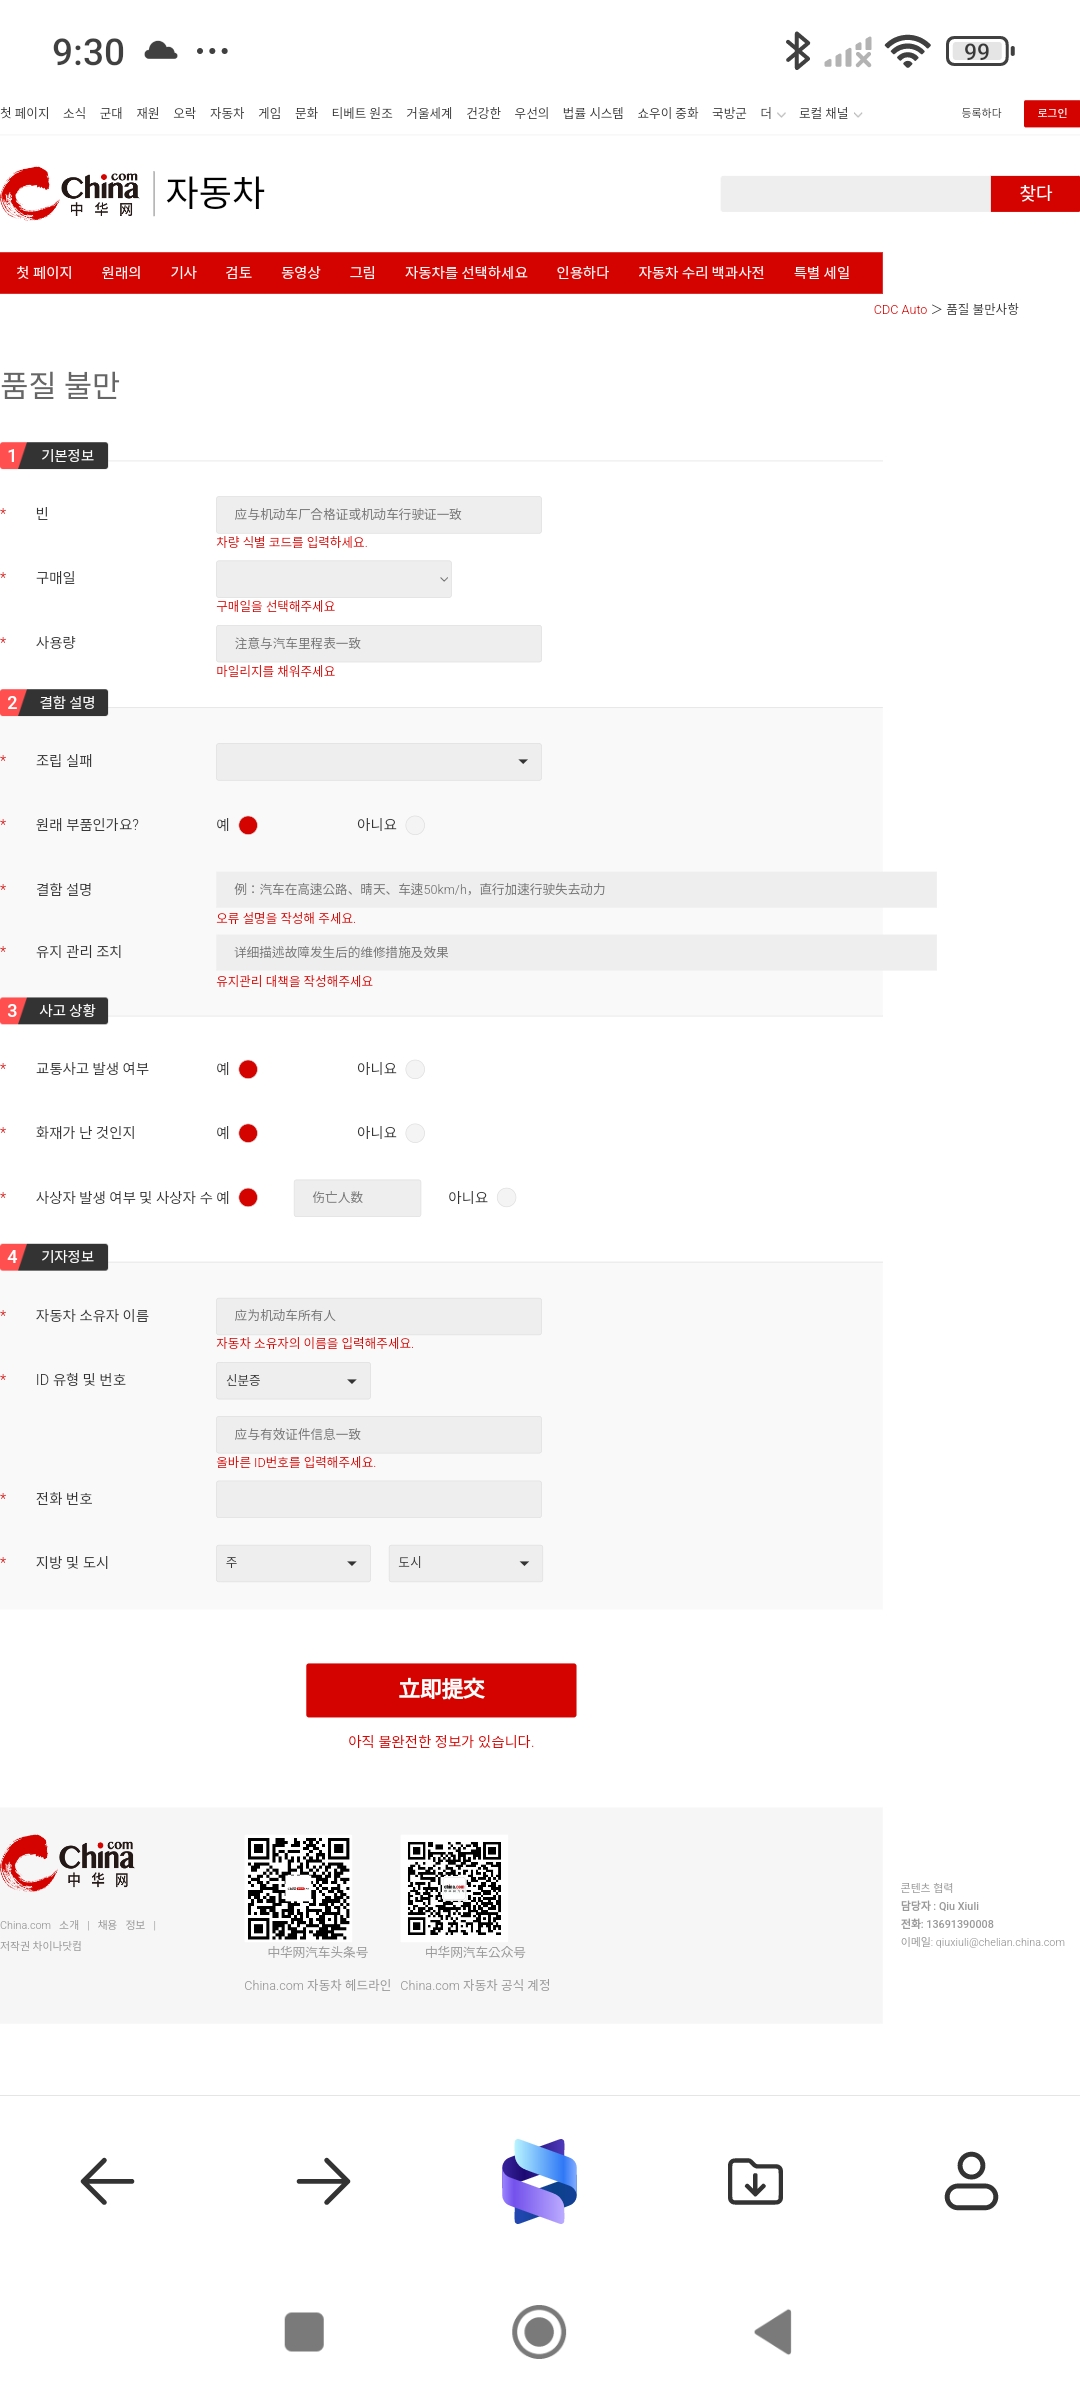 9:30
99
첫 페이지 소식 군대 재원 오락 자동차 게임 문화 티베트 원조 거울세계 건강한 우선의 법률 시스템 쇼우이 중화 국방군 더 로컬 채널 등록하다 로그인
China.com 中华网 자동차
찾다
첫 페이지 원래의 기사 검토 동영상 그림 자동차를 선택하세요 인용하다 자동차 수리 백과사전 특별 세일
CDC Auto > 품질 불만사항
품질 불만
1 기본정보
* 빈 应与机动车厂合格证或机动车行驶证一致
차량 식별 코드를 입력하세요.
* 구매일
구매일을 선택해주세요
* 사용량 注意与汽车里程表一致
마일리지를 채워주세요
2 결함 설명
* 조립 실패
* 원래 부품인가요? 예 아니요
* 결함 설명 例：汽车在高速公路、晴天、车速50km/h，直行加速行驶失去动力
오류 설명을 작성해 주세요.
* 유지 관리 조치 详细描述故障发生后的维修措施及效果
유지관리 대책을 작성해주세요
3 사고 상황
* 교통사고 발생 여부 예 아니요
* 화재가 난 것인지 예 아니요
* 사상자 발생 여부 및 사상자 수 예 伤亡人数 아니요
4 기자정보
* 자동차 소유자 이름 应为机动车所有人
자동차 소유자의 이름을 입력해주세요.
* ID 유형 및 번호 신분증
应与有效证件信息一致
올바른 ID번호를 입력해주세요.
* 전화 번호
* 지방 및 도시 주 도시
立即提交
아직 불완전한 정보가 있습니다.
China.com 中华网
China.com 소개 | 채용 정보 |
저작권 차이나닷컴
中华网汽车头条号 中华网汽车公众号
China.com 자동차 헤드라인 China.com 자동차 공식 계정
콘텐츠 협력
담당자 : Qiu Xiuli
전화: 13691390008
이메일: qiuxiuli@chelian.china.com